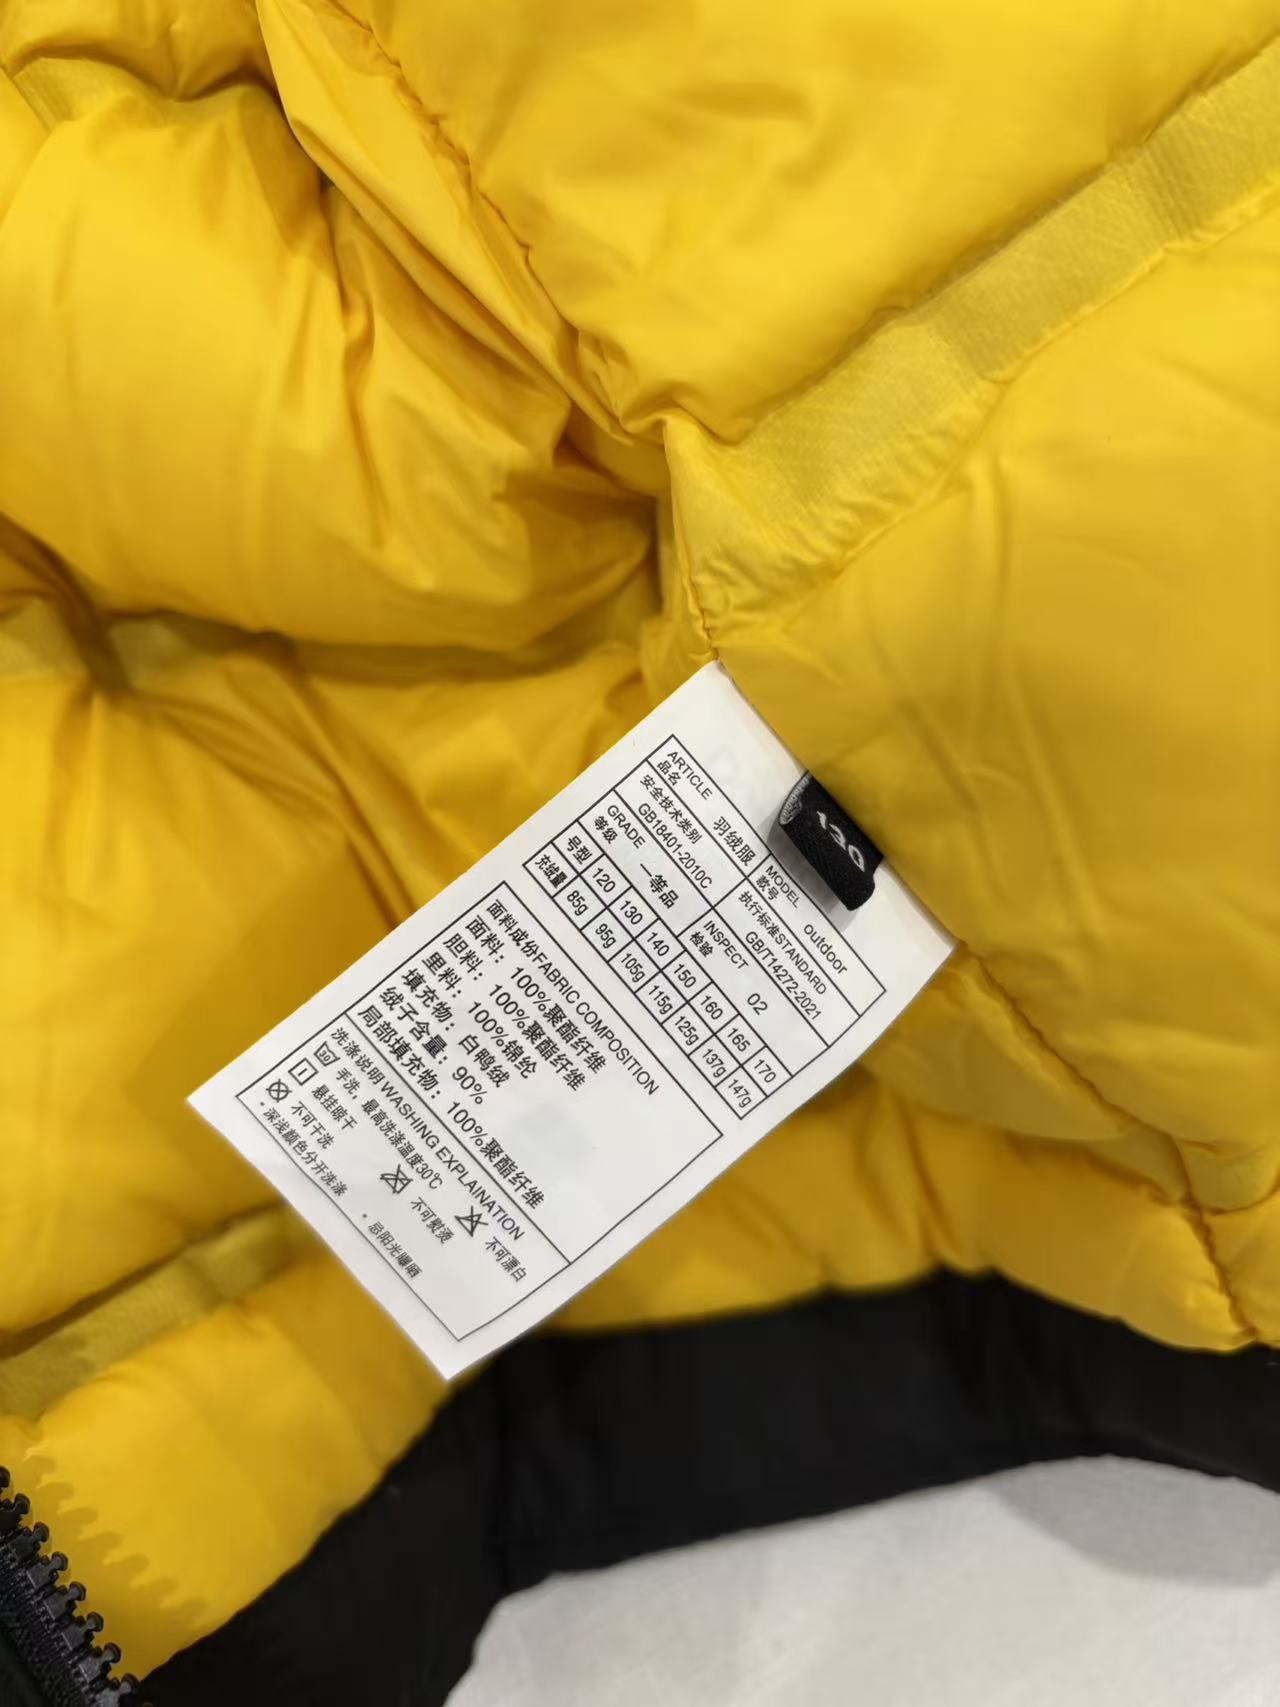 130
ARTICLE 品名 羽绒服 MODEL 款号 outdoor
安全技术类别 GB18401-2010C 执行标准STANDARD GB/T14272-2021
GRADE 等级 一等品 INSPECT 检验 02
号型 120 130 140 150 160 165 170
充绒量 85g 95g 105g 115g 125g 137g 147g
面料成份FABRIC COMPOSITION
面料：100%聚酯纤维
胆料：100%聚酯纤维
里料：100%锦纶
填充物：白鸭绒
绒子含量：90%
局部填充物：100%聚酯纤维
洗涤说明 WASHING EXPLAINATION
30 手洗，最高洗涤温度30℃ 不可漂白
悬挂晾干 不可熨烫
不可干洗
·深浅颜色分开洗涤 ·忌阳光曝晒